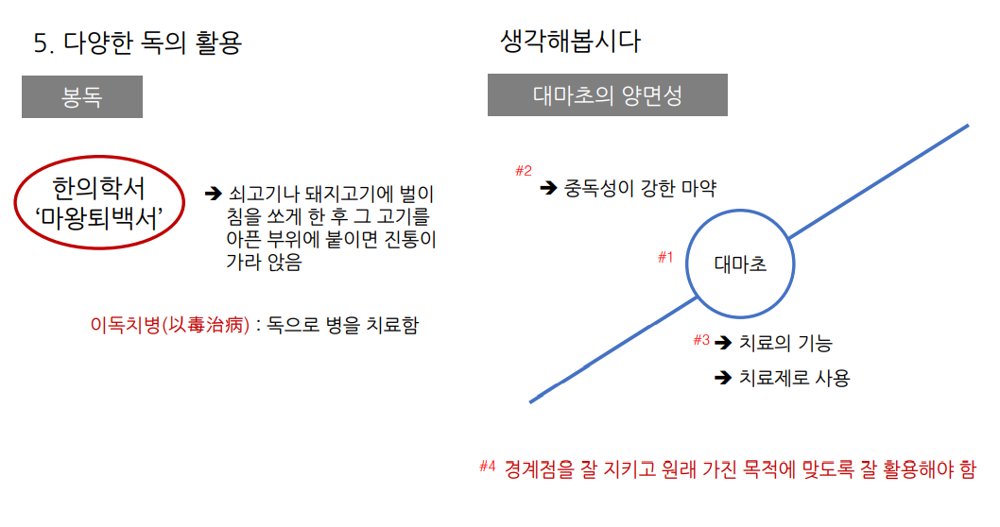 5. 다양한 독의 활용
봉독
한의학서
‘마왕퇴백서’
➔ 쇠고기나 돼지고기에 벌이
침을 쏘게 한 후 그 고기를
아픈 부위에 붙이면 진통이
가라 앉음
이독치병(以毒治病) : 독으로 병을 치료함
생각해봅시다
대마초의 양면성
#2
➔ 중독성이 강한 마약
#1
대마초
#3 ➔ 치료의 기능
➔ 치료제로 사용
#4 경계점을 잘 지키고 원래 가진 목적에 맞도록 잘 활용해야 함